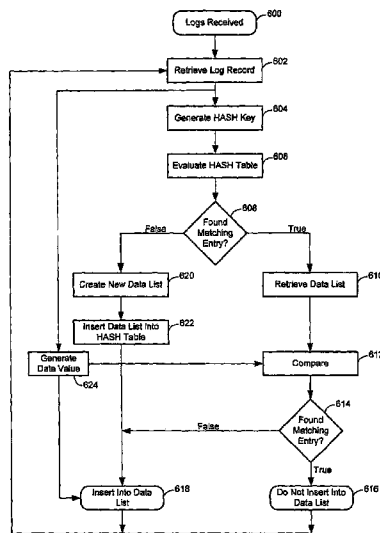 Logs Received
600
Retrieve Log Record
602
Generate HASH Key
604
Evaluate HASH Table
606
Found
Matching
Entry?
608
False
True
Create New Data List
620
Retrieve Data List
610
Insert Data List Into
HASH Table
622
Generate
Data Value
624
Compare
612
Found
Matching
Entry?
614
False
True
Insert Into Data
List
618
Do Not Insert Into
Data List
616